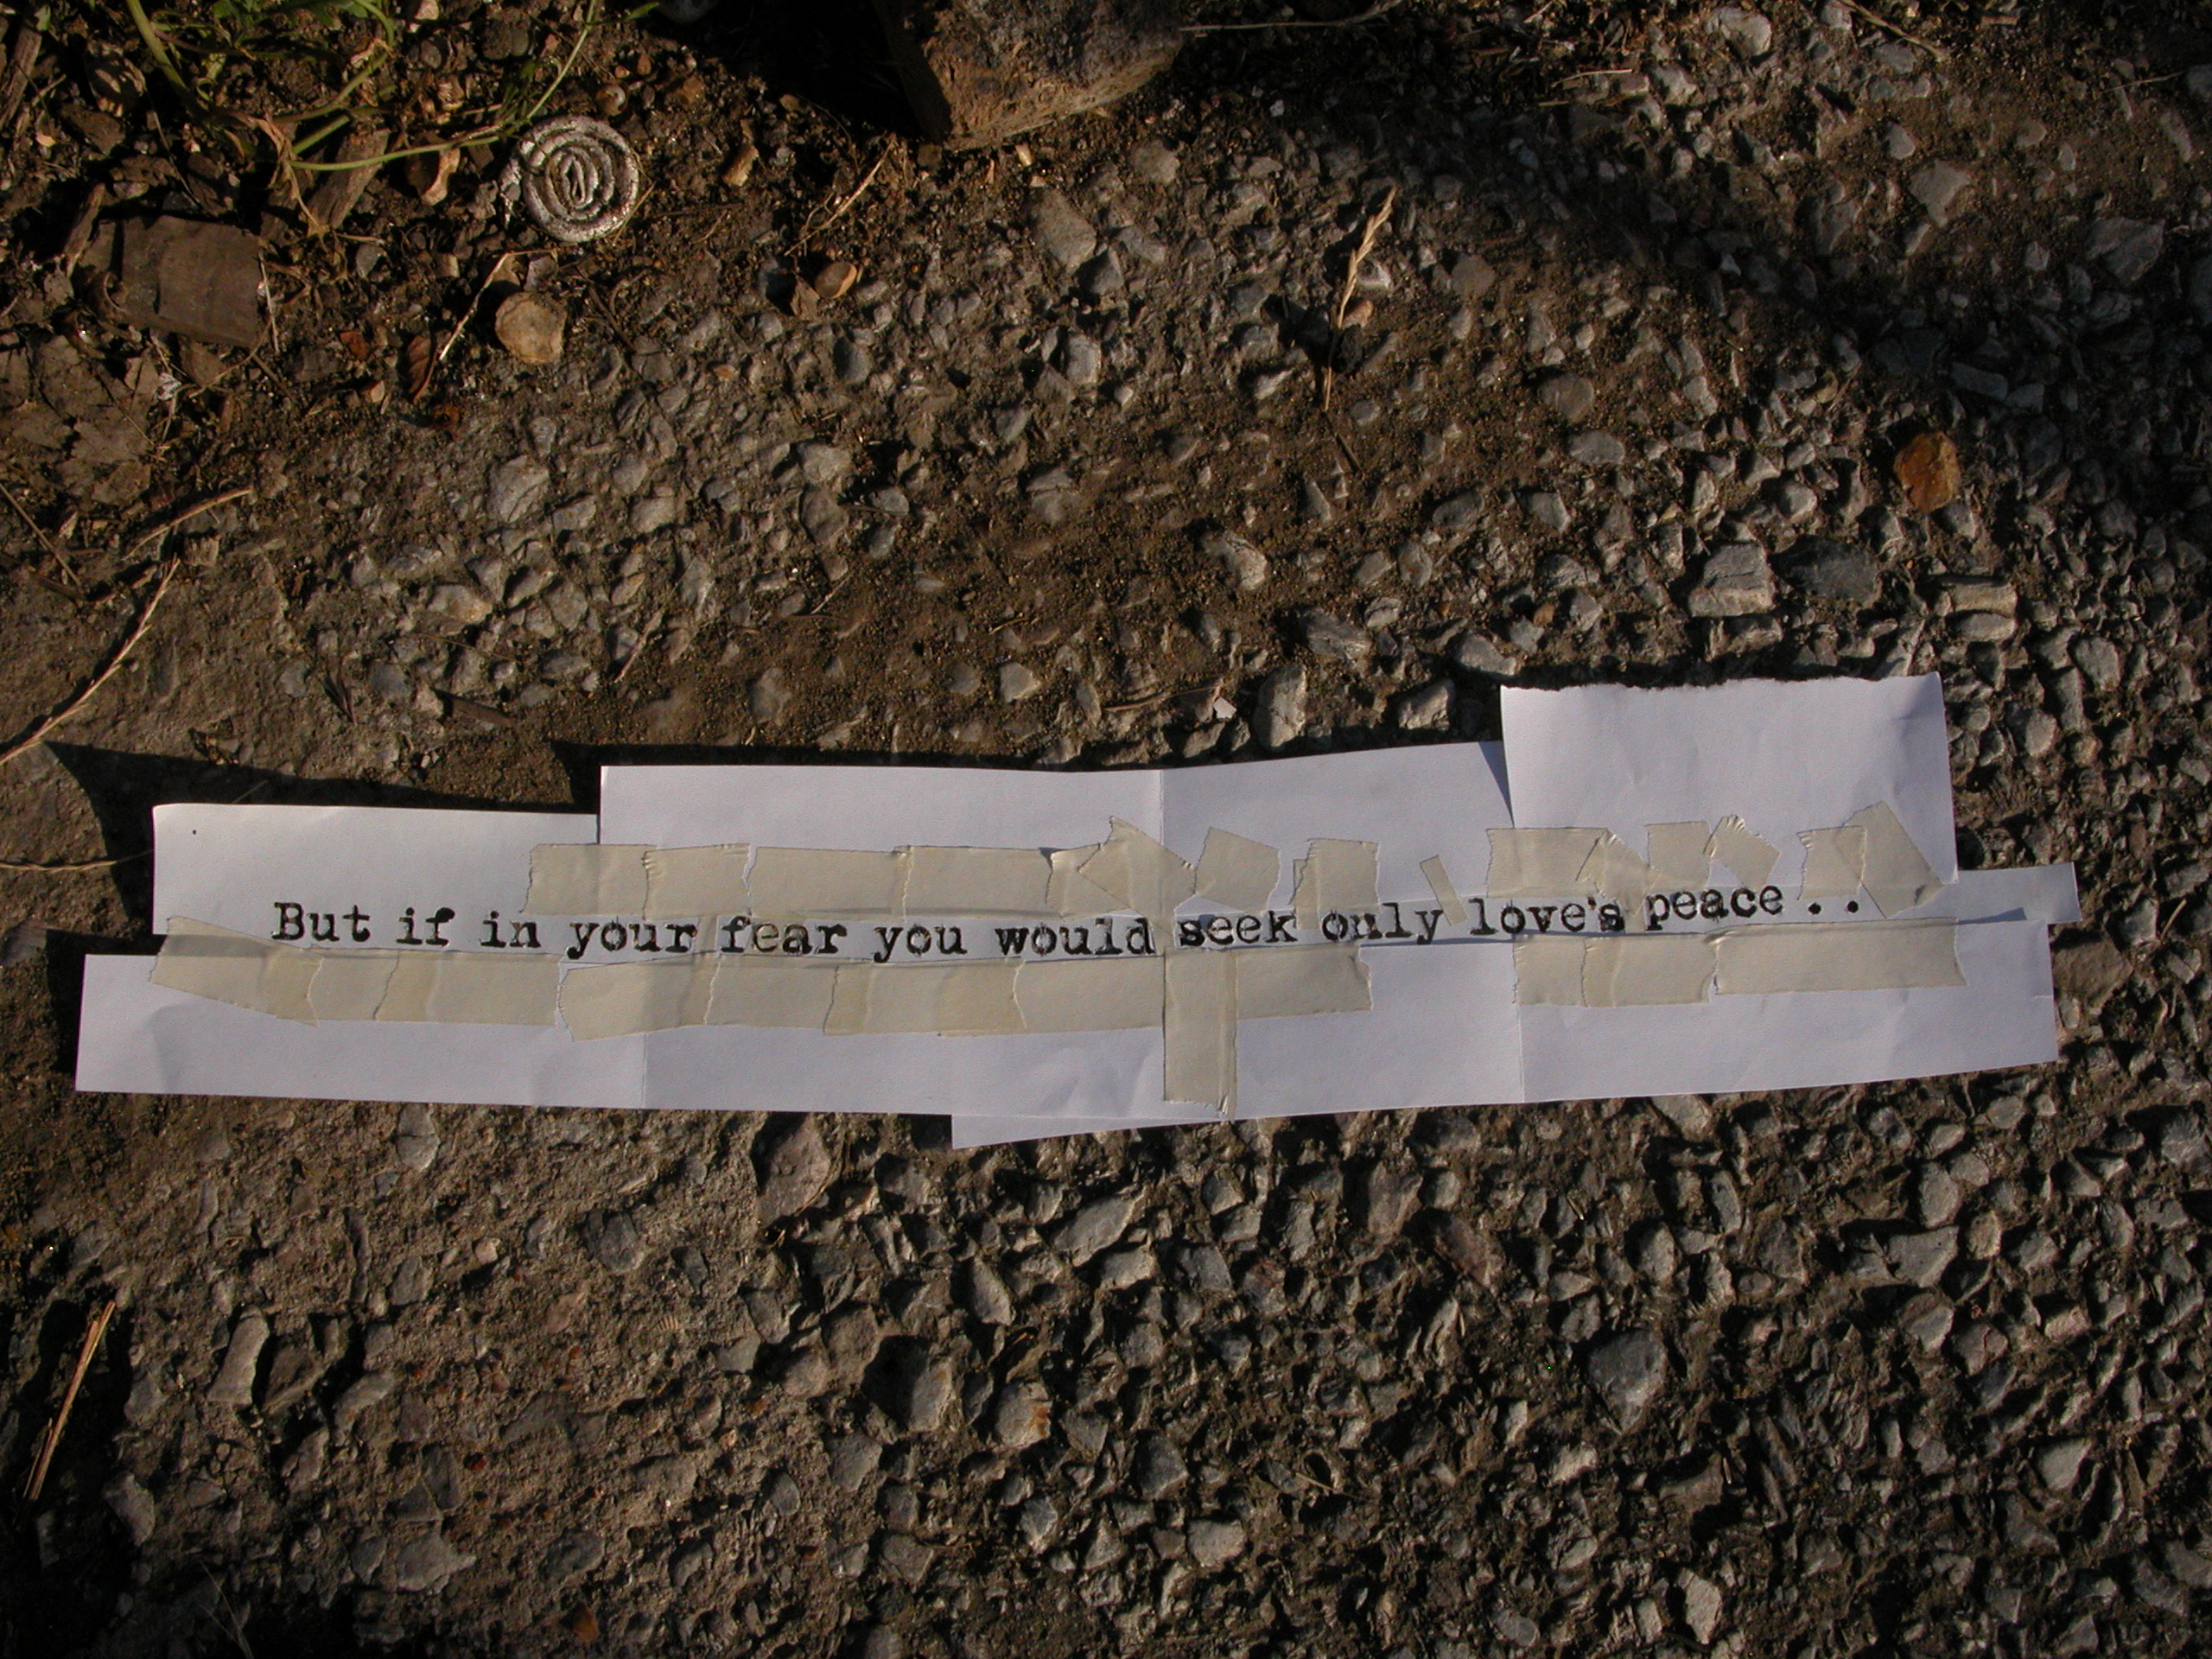 But if in your fear you would seek only love's peace . .